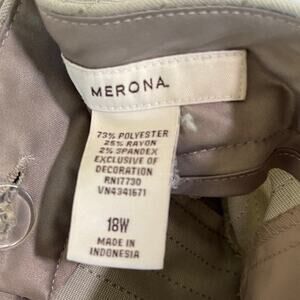 MERONA.
73% POLYESTER
25% RAYON
2% SPANDEX
EXCLUSIVE OF
DECORATION
RN17730
VN4341671
18W
MADE IN
INDONESIA